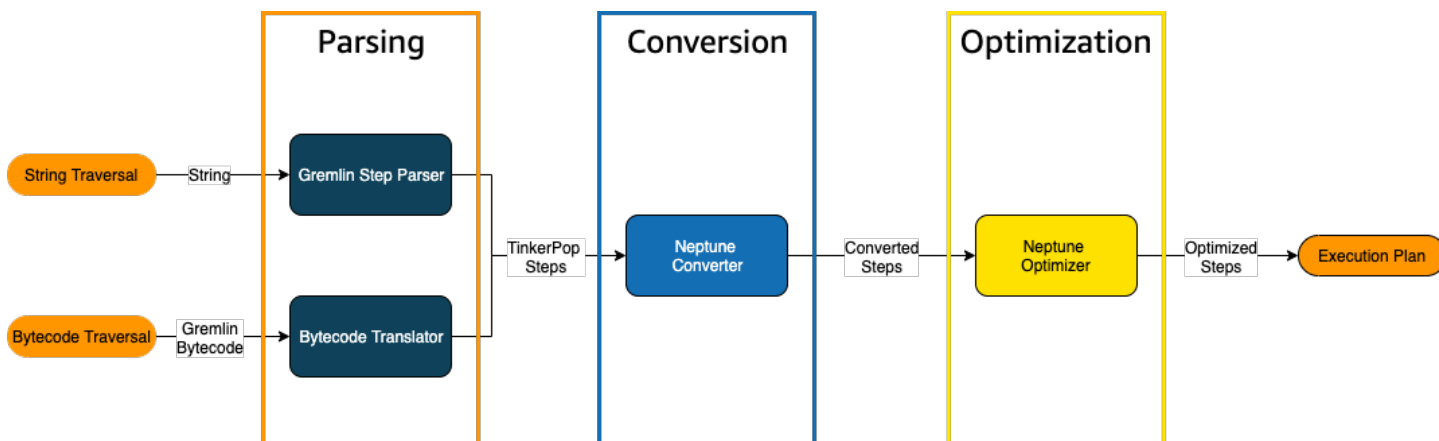 Parsing
Conversion
Optimization
String Traversal
String
Gremlin Step Parser
TinkerPop
Steps
Neptune
Converter
Converted
Steps
Neptune
Optimizer
Optimized
Steps
Execution Plan
Bytecode Traversal
Gremlin
Bytecode
Bytecode Translator